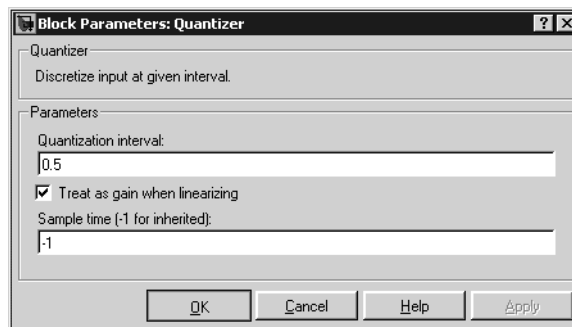 Block Parameters: Quantizer
Quantizer
Discretize input at given interval.
Parameters
Quantization interval:
0.5
Treat as gain when linearizing
Sample time (-1 for inherited):
-1
OK Cancel Help Apply